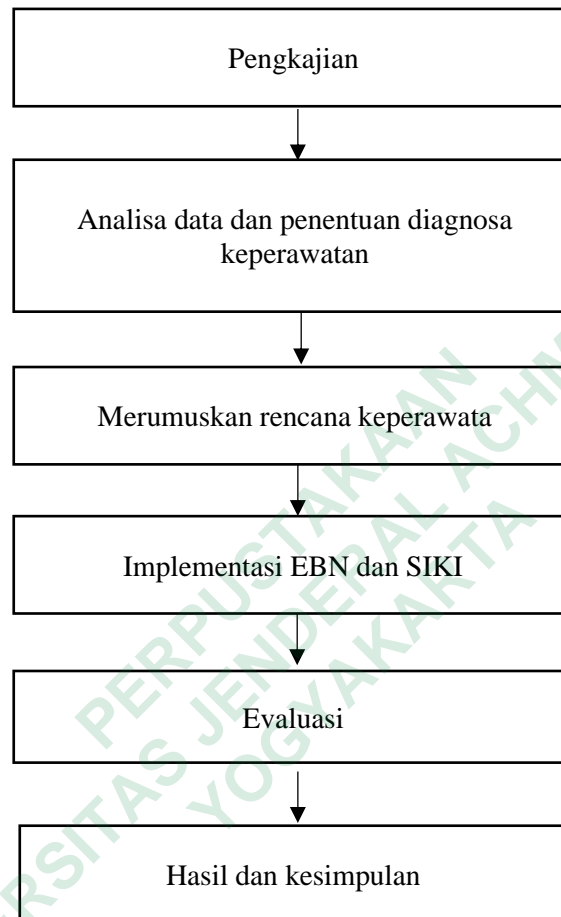 Pengkajian
Analisa data dan penentuan diagnosa
keperawatan
Merumuskan rencana keperawata
Implementasi EBN dan SIKI
Evaluasi
Hasil dan kesimpulan
PERPUSTAKAAN
JENDERAL
YOGYAKARTA